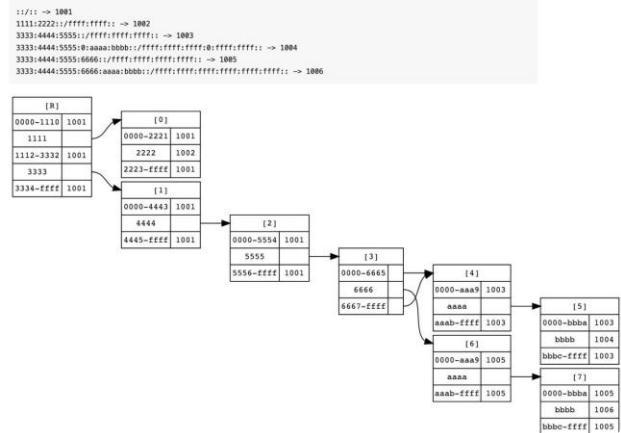 ::/:: -> 1001
1111:2222::/ffff:ffff:: -> 1002
3333:4444:5555::/ffff:ffff:ffff:: -> 1003
3333:4444:5555:0:aaaa:bbbb::/ffff:ffff:ffff:0:ffff:ffff:: -> 1004
3333:4444:5555:6666::/ffff:ffff:ffff:ffff:: -> 1005
3333:4444:5555:6666:aaaa:bbbb::/ffff:ffff:ffff:ffff:ffff:ffff:: -> 1006
[R]
0000-1110 1001
1111
1112-3332 1001
3333
3334-ffff 1001
[0]
0000-2221 1001
2222 1002
2223-ffff 1001
[1]
0000-4443 1001
4444
4445-ffff 1001
[2]
0000-5554 1001
5555
5556-ffff 1001
[3]
0000-6665
6666
6667-ffff
[4]
0000-aaa9 1003
aaaa
aaab-ffff 1003
[5]
0000-bbba 1003
bbbb 1004
bbbc-ffff 1003
[6]
0000-aaa9 1005
aaaa
aaab-ffff 1005
[7]
0000-bbba 1005
bbbb 1006
bbbc-ffff 1005